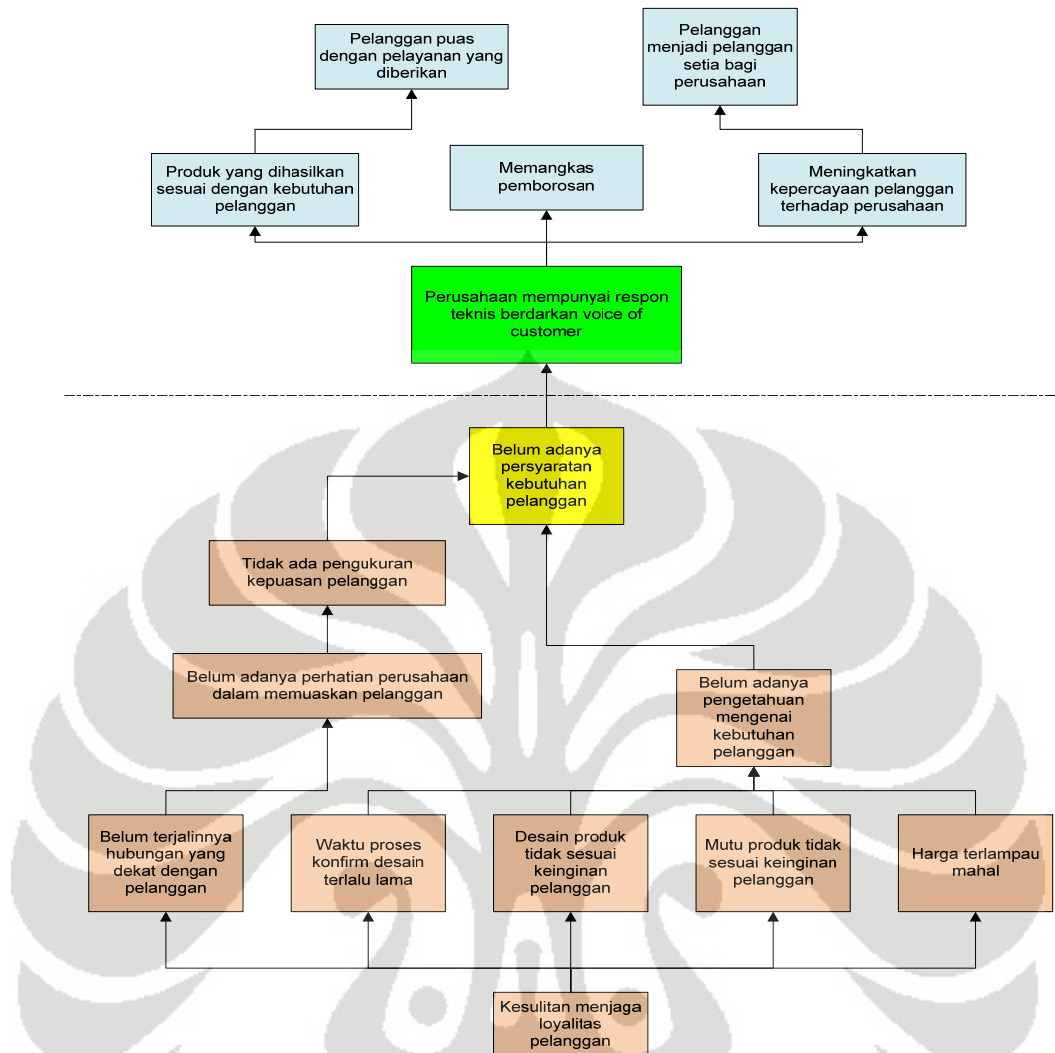 Pelanggan puas
dengan pelayanan yang
diberikan
Pelanggan
menjadi pelanggan
setia bagi
perusahaan
Produk yang dihasilkan
sesuai dengan kebutuhan
pelanggan
Memangkas
pemborosan
Meningkatkan
kepercayaan pelanggan
terhadap perusahaan
Perusahaan mempunyai respon
teknis berdarkan voice of
customer
Belum adanya
persyaratan
kebutuhan
pelanggan
Tidak ada pengukuran
kepuasan pelanggan
Belum adanya perhatian perusahaan
dalam memuaskan pelanggan
Belum adanya
pengetahuan
mengenai
kebutuhan
pelanggan
Belum terjalinnya
hubungan yang
dekat dengan
pelanggan
Waktu proses
konfirm desain
terlalu lama
Desain produk
tidak sesuai
keinginan
pelanggan
Mutu produk tidak
sesuai keinginan
pelanggan
Harga terlampau
mahal
Kesulitan menjaga
loyalitas
pelanggan